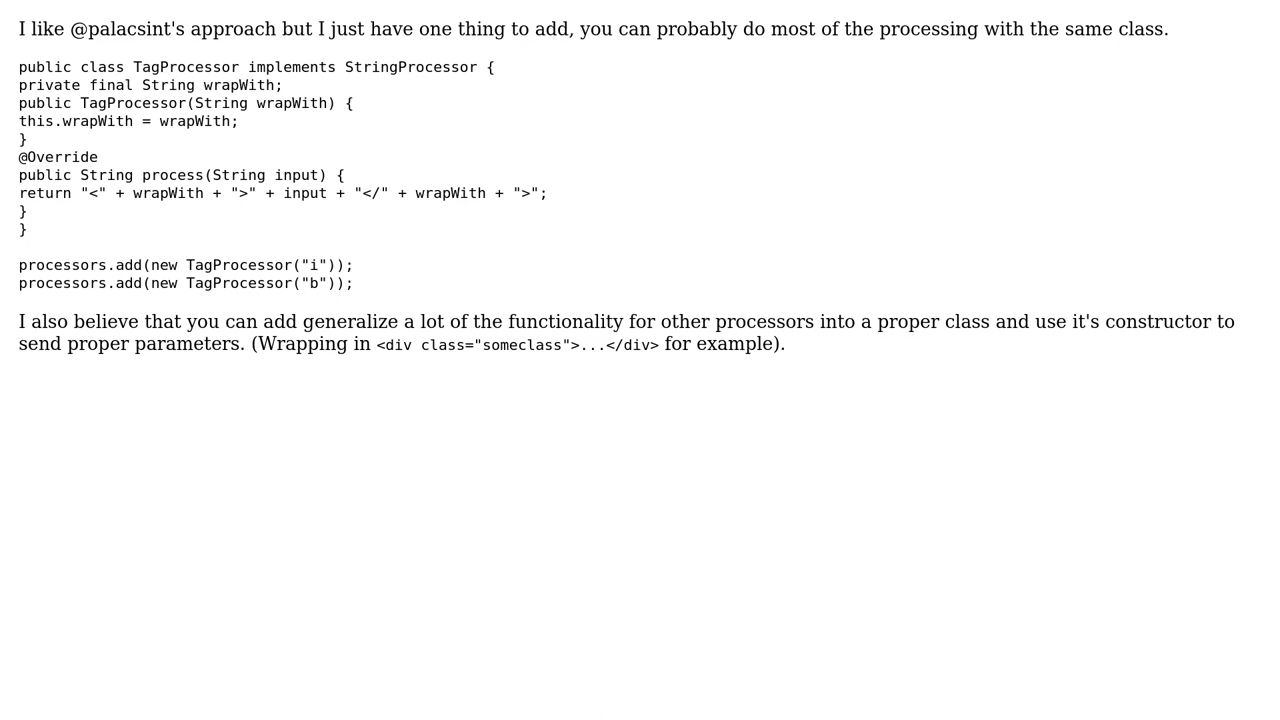 I like @palacsint's approach but I just have one thing to add, you can probably do most of the processing with the same class.
public class TagProcessor implements StringProcessor {
private final String wrapWith;
public TagProcessor(String wrapWith) {
this.wrapWith = wrapWith;
}
@Override
public String process(String input) {
return "<" + wrapWith + ">" + input + "</" + wrapWith + ">";
}
}
processors.add(new TagProcessor("i"));
processors.add(new TagProcessor("b"));
I also believe that you can add generalize a lot of the functionality for other processors into a proper class and use it's constructor to
send proper parameters. (Wrapping in <div class="someclass">...</div> for example).